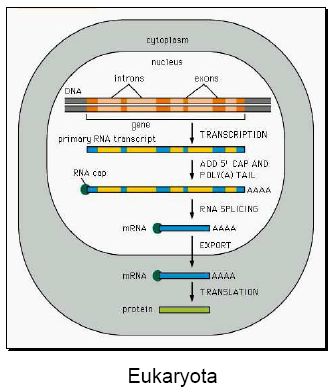 cytoplasm
nucleus
introns exons
DNA
gene
TRANSCRIPTION
primary RNA transcript
ADD 5' CAP AND
POLY(A) TAIL
RNA cap
AAAA
RNA SPLICING
mRNA AAAA
EXPORT
mRNA AAAA
TRANSLATION
protein
Eukaryota